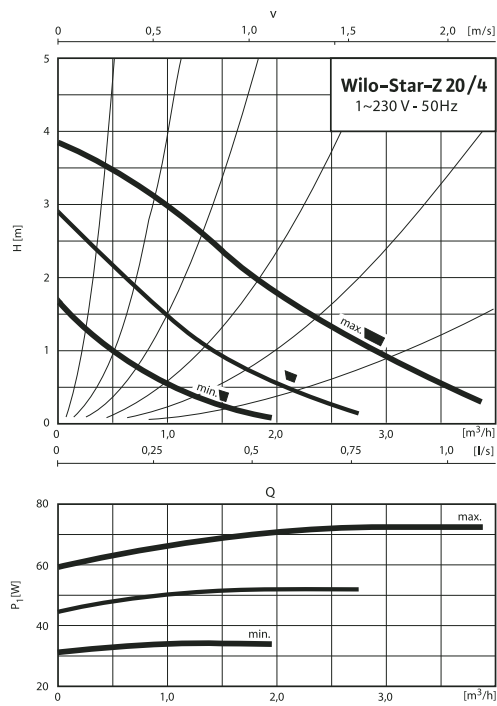 v
0 0,5 1,0 1,5 2,0 [m/s]
5
Wilo-Star-Z 20/4
1~230 V - 50Hz
4
3
H [m]
2
max.
1
min.
0
0 1,0 2,0 3,0 [m³/h]
0 0,25 0,5 0,75 1,0 [l/s]
Q
80
max.
60
P₁ [W]
40
min.
20
0 1,0 2,0 3,0 [m³/h]